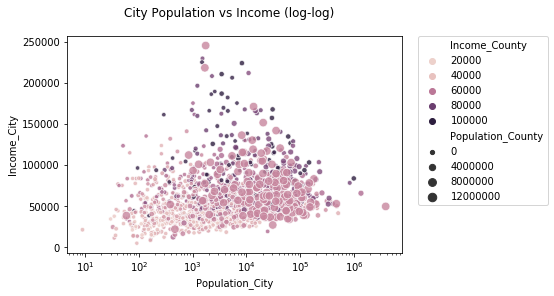 City Population vs Income (log-log)
250000
200000
150000
100000
50000
0
Income_City
10¹ 10² 10³ 10⁴ 10⁵ 10⁶
Population_City
Income_County
20000
40000
60000
80000
100000
Population_County
0
4000000
8000000
12000000